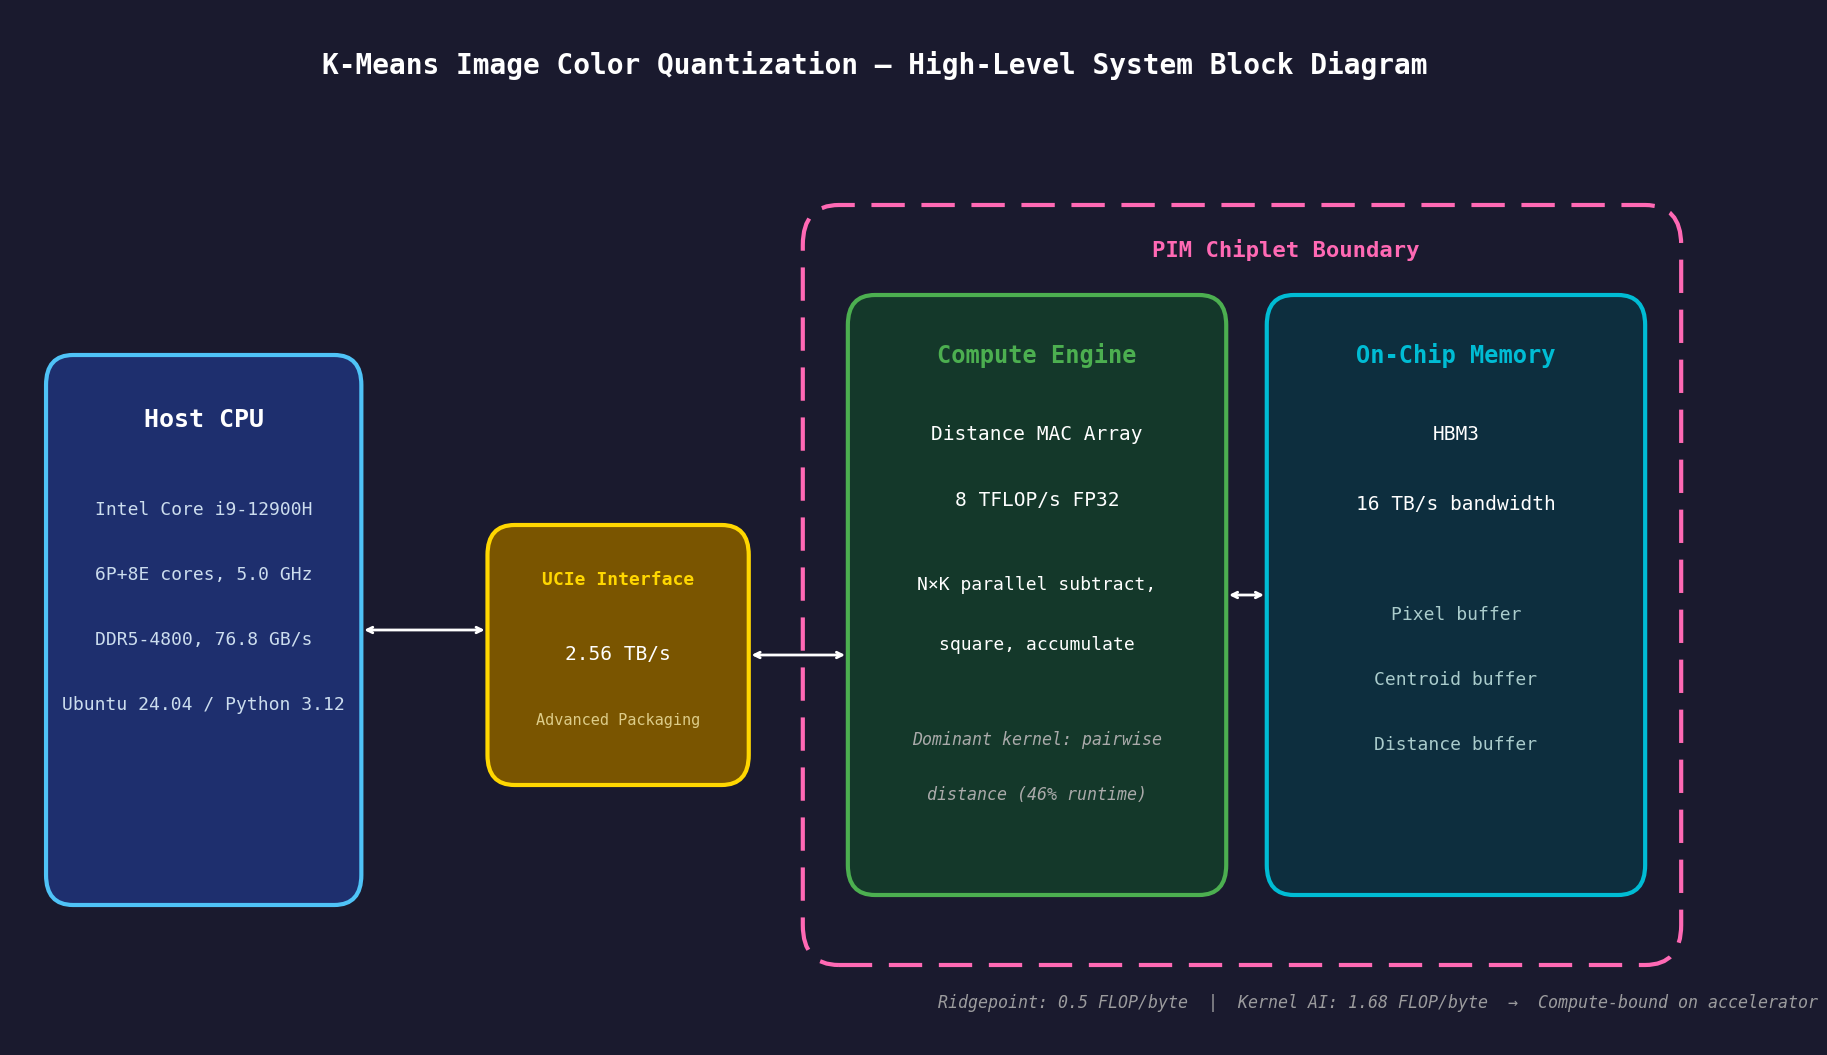 K-Means Image Color Quantization — High-Level System Block Diagram
Host CPU
Intel Core i9-12900H
6P+8E cores, 5.0 GHz
DDR5-4800, 76.8 GB/s
Ubuntu 24.04 / Python 3.12
UCIe Interface
2.56 TB/s
Advanced Packaging
PIM Chiplet Boundary
Compute Engine
Distance MAC Array
8 TFLOP/s FP32
N×K parallel subtract,
square, accumulate
Dominant kernel: pairwise
distance (46% runtime)
On-Chip Memory
HBM3
16 TB/s bandwidth
Pixel buffer
Centroid buffer
Distance buffer
Ridgepoint: 0.5 FLOP/byte | Kernel AI: 1.68 FLOP/byte → Compute-bound on accelerator